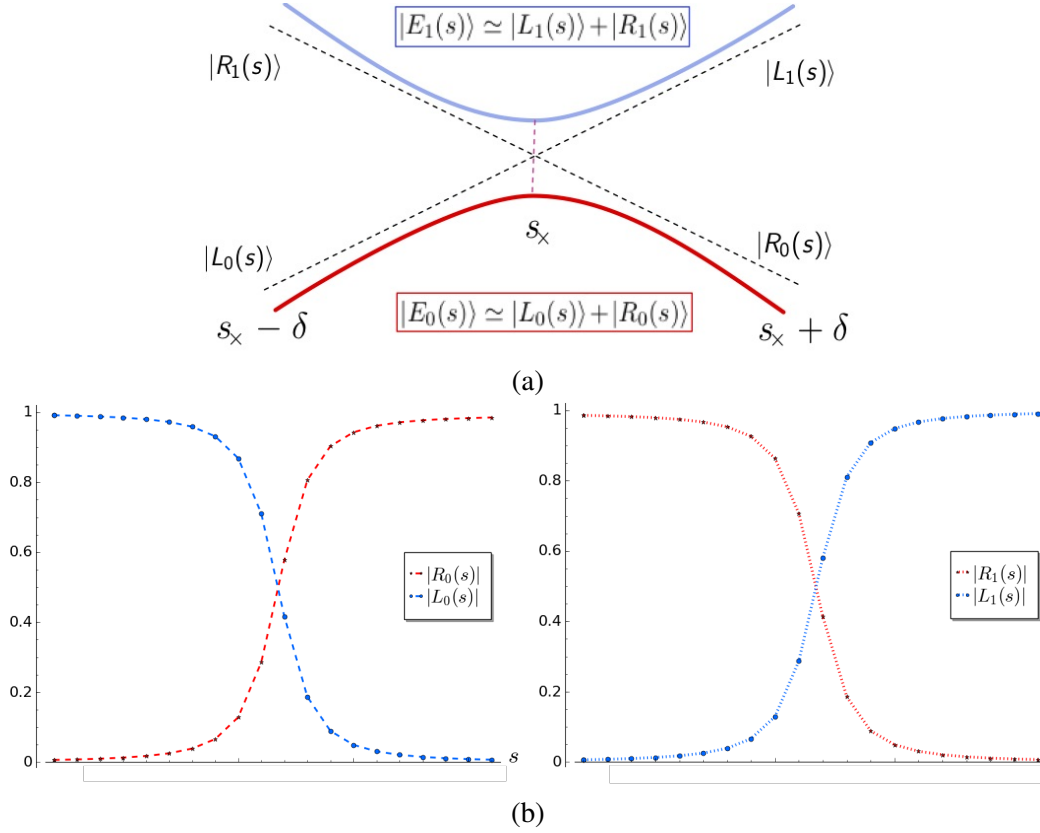 |E₁(s)⟩ ≃ |L₁(s)⟩+|R₁(s)⟩
|R₁(s)⟩
|L₁(s)⟩
|L₀(s)⟩
s×
|R₀(s)⟩
|E₀(s)⟩ ≃ |L₀(s)⟩+|R₀(s)⟩
s× − δ
s× + δ
(a)
1
0.8
0.6
0.4
0.2
0
|R₀(s)|
|L₀(s)|
s
1
0.8
0.6
0.4
0.2
0
|R₁(s)|
|L₁(s)|
(b)